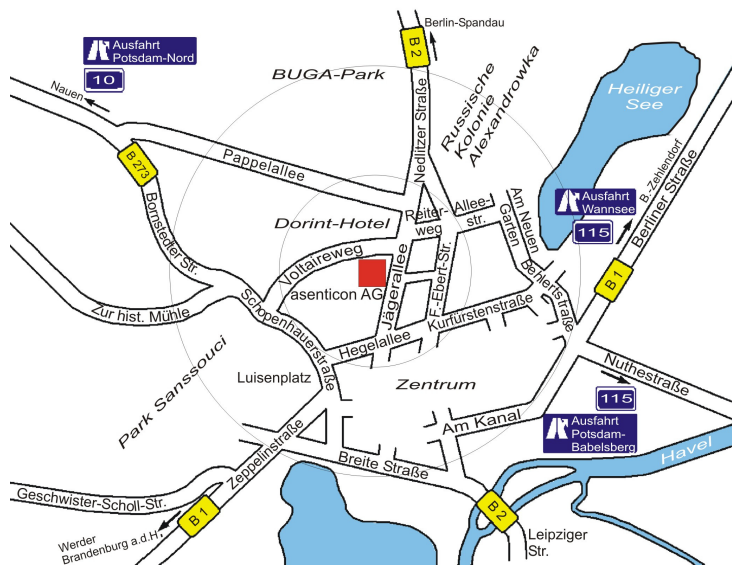 Ausfahrt
Potsdam-Nord
10
Nauen
B 2
Berlin-Spandau
BUGA-Park
Nedlitzer Straße
Russische
Kolonie
Alexandrowka
Heiliger
See
B 273
Pappelallee
Bornstedter Str.
Dorint-Hotel
Reiter-
weg
Allee-
str.
Am Neuen
Garten
Ausfahrt
Wannsee
115
B.-Zehlendorf
Berliner Straße
B 1
Voltaireweg
asenticon AG
Jägerallee
F.-Ebert-Str.
Behlertstraße
Zur hist. Mühle
Schopenhauerstraße
Hegelallee
Kurfürstenstraße
Park Sanssouci
Luisenplatz
Zentrum
Nuthestraße
115
Ausfahrt
Potsdam-
Babelsberg
Am Kanal
Havel
Zeppelinstraße
Breite Straße
Geschwister-Scholl-Str.
B 1
B 2
Werder
Brandenburg a.d.H.
Leipziger
Str.